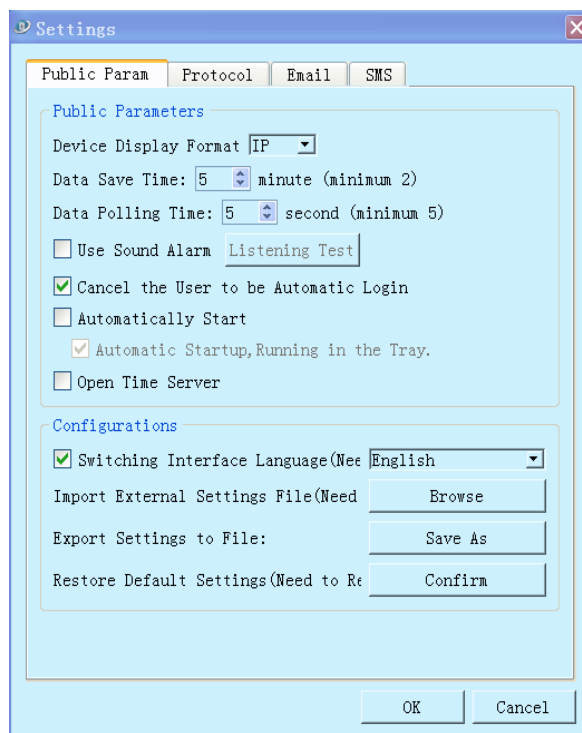 Settings
Public Param Protocol Email SMS
Public Parameters
Device Display Format IP
Data Save Time: 5 minute (minimum 2)
Data Polling Time: 5 second (minimum 5)
Use Sound Alarm Listening Test
Cancel the User to be Automatic Login
Automatically Start
Automatic Startup,Running in the Tray.
Open Time Server
Configurations
Switching Interface Language(Nee English
Import External Settings File(Need Browse
Export Settings to File: Save As
Restore Default Settings(Need to Re Confirm
OK Cancel